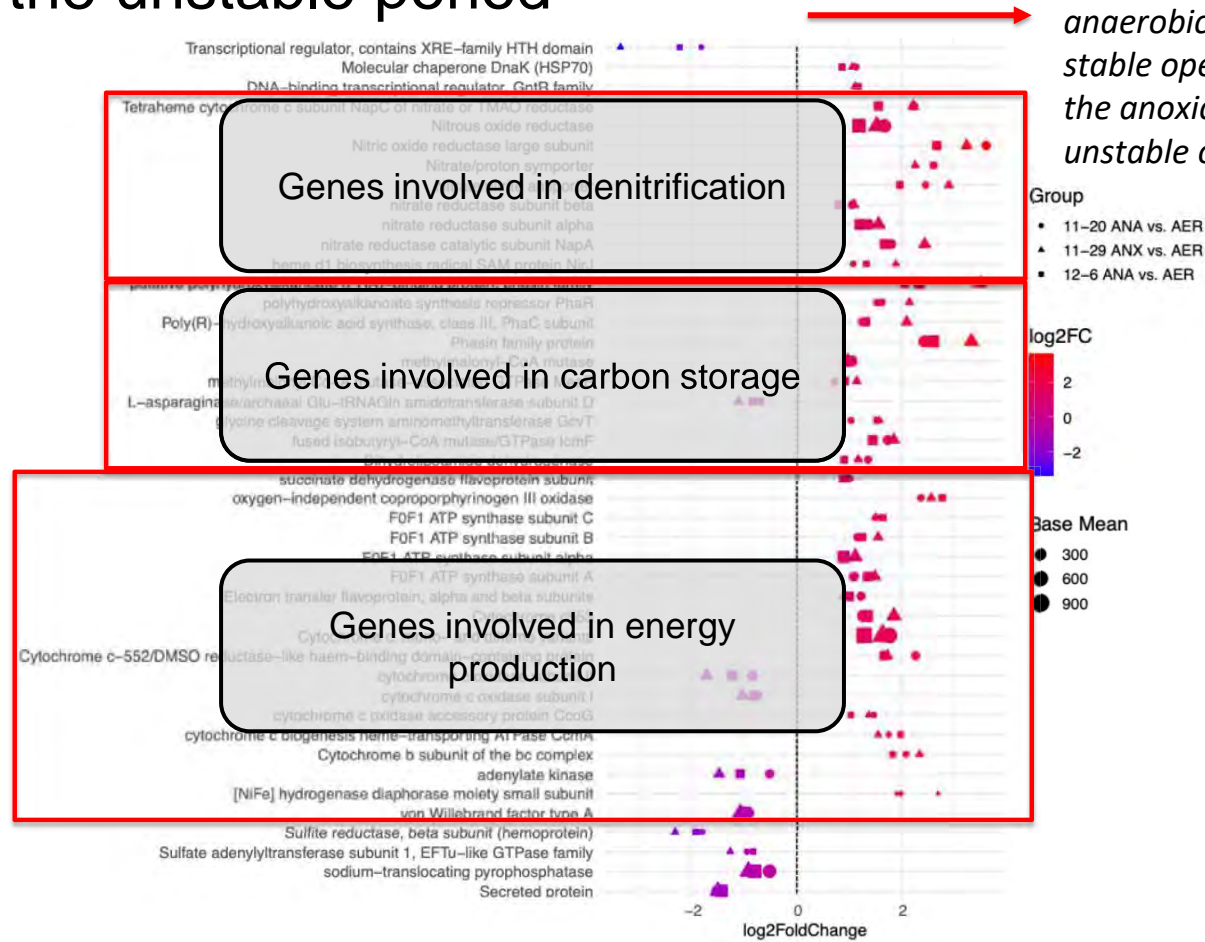 the unstable period
anaerobic
stable ope
the anoxic
unstable c
Transcriptional regulator, contains XRE-family HTH domain
Molecular chaperone DnaK (HSP70)
DNA-binding transcriptional regulator, GntR family
Tetraheme cytochrome c subunit NapC of nitrate or TMAO reductase
Nitrous oxide reductase
Nitric oxide reductase large subunit
Nitrate/proton symporter
nitrate reductase subunit beta
nitrate reductase subunit alpha
nitrate reductase catalytic subunit NapA
heme d1 biosynthesis radical SAM protein NirJ
Genes involved in denitrification
polyhydroxyalkanoate synthesis repressor PhaR
Poly(R)-hydroxyalkanoic acid synthase, class III, PhaC subunit
Phasin family protein
methylmalonyl-CoA mutase
L-asparaginase/archaeal Glu-tRNAGln amidotransferase subunit D
glycine cleavage system aminomethyltransferase GcvT
fused isobutyryl-CoA mutase/GTPase IcmF
Dihydrolipoamide dehydrogenase
Genes involved in carbon storage
succinate dehydrogenase flavoprotein subunit
oxygen-independent coproporphyrinogen III oxidase
F0F1 ATP synthase subunit C
F0F1 ATP synthase subunit B
F0F1 ATP synthase subunit alpha
F0F1 ATP synthase subunit A
Electron transfer flavoprotein, alpha and beta subunits
Cytochrome
Cytochrome c
Cytochrome c-552/DMSO reductase-like haem-binding domain-containing protein
cytochrome
cytochrome c oxidase subunit I
cytochrome c oxidase accessory protein CcoG
cytochrome c biogenesis heme-transporting ATPase CcmA
Cytochrome b subunit of the bc complex
adenylate kinase
[NiFe] hydrogenase diaphorase moiety small subunit
von Willebrand factor type A
Genes involved in energy
production
Sulfite reductase, beta subunit (hemoprotein)
Sulfate adenylyltransferase subunit 1, EFTu-like GTPase family
sodium-translocating pyrophosphatase
Secreted protein
-2 0 2
log2FoldChange
Group
11-20 ANA vs. AER
11-29 ANX vs. AER
12-6 ANA vs. AER
log2FC
2
0
-2
Base Mean
300
600
900